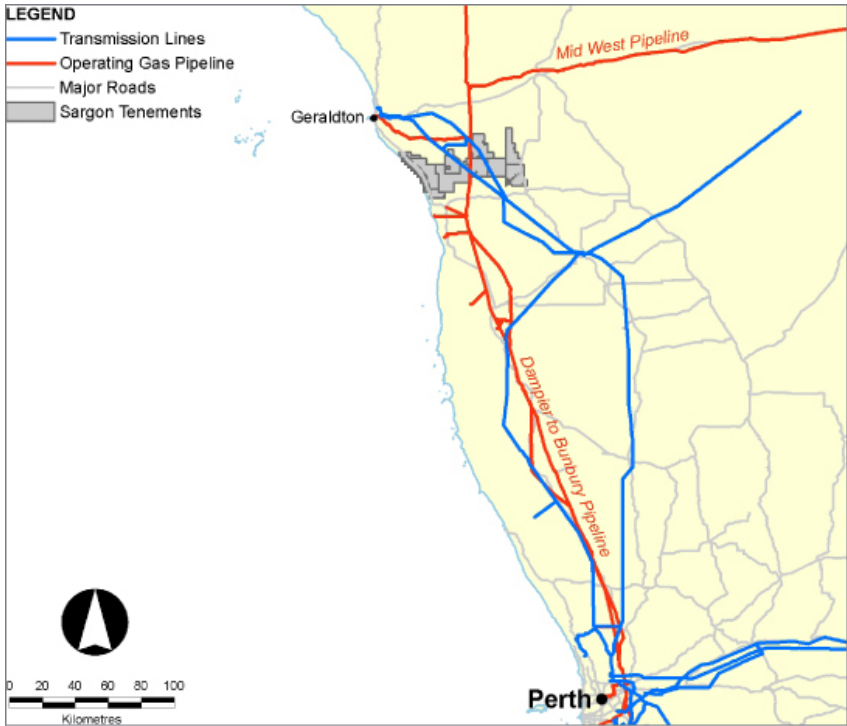 LEGEND
Transmission Lines
Operating Gas Pipeline
Major Roads
Sargon Tenements
Mid West Pipeline
Geraldton
Dampier to Bunbury Pipeline
0 20 40 60 80 100
Kilometres
Perth